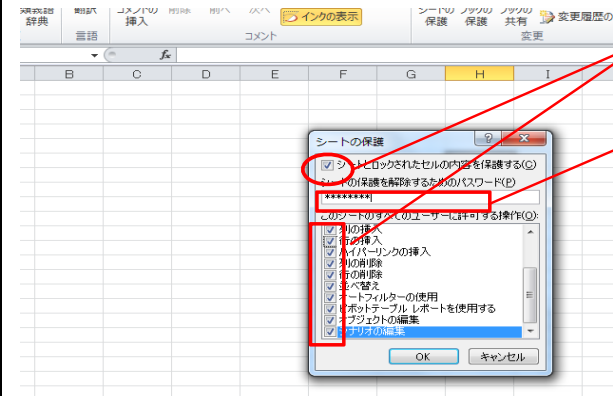 類義語 翻訳 コメントの 削除 前へ 次へ インクの表示 シートの ブックの ブックの 変更履歴の
辞典 挿入 保護 保護 共有
言語 コメント 変更
fx
B C D E F G H I
シートの保護
シートとロックされたセルの内容を保護する(C)
シートの保護を解除するためのパスワード(P)
********
このシートのすべてのユーザーに許可する操作(O):
列の挿入
行の挿入
ハイパーリンクの挿入
列の削除
行の削除
並べ替え
オートフィルターの使用
ピボットテーブル レポートを使用する
オブジェクトの編集
シナリオの編集
OK キャンセル